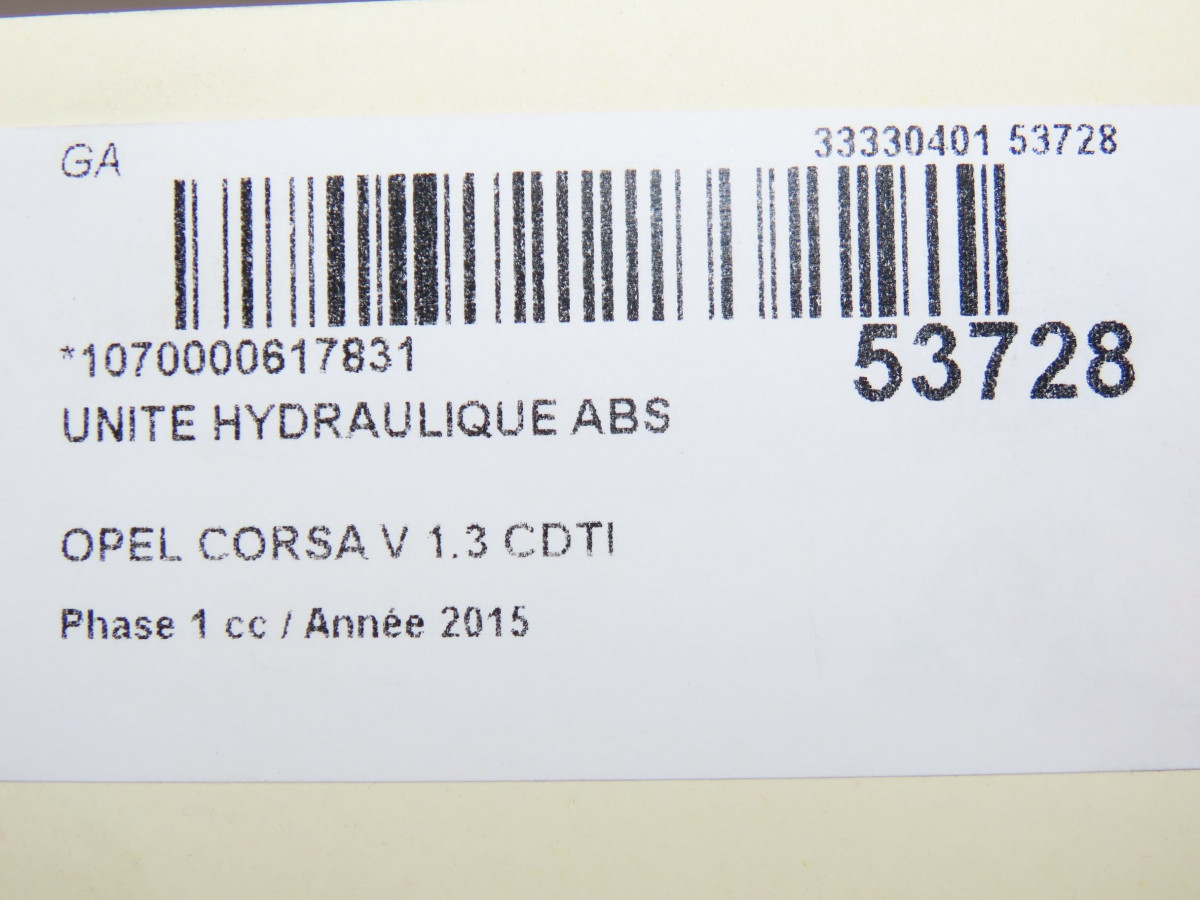 GA
33330401 53728
*1070000617831
53728
UNITE HYDRAULIQUE ABS
OPEL CORSA V 1.3 CDTI
Phase 1 cc / Année 2015